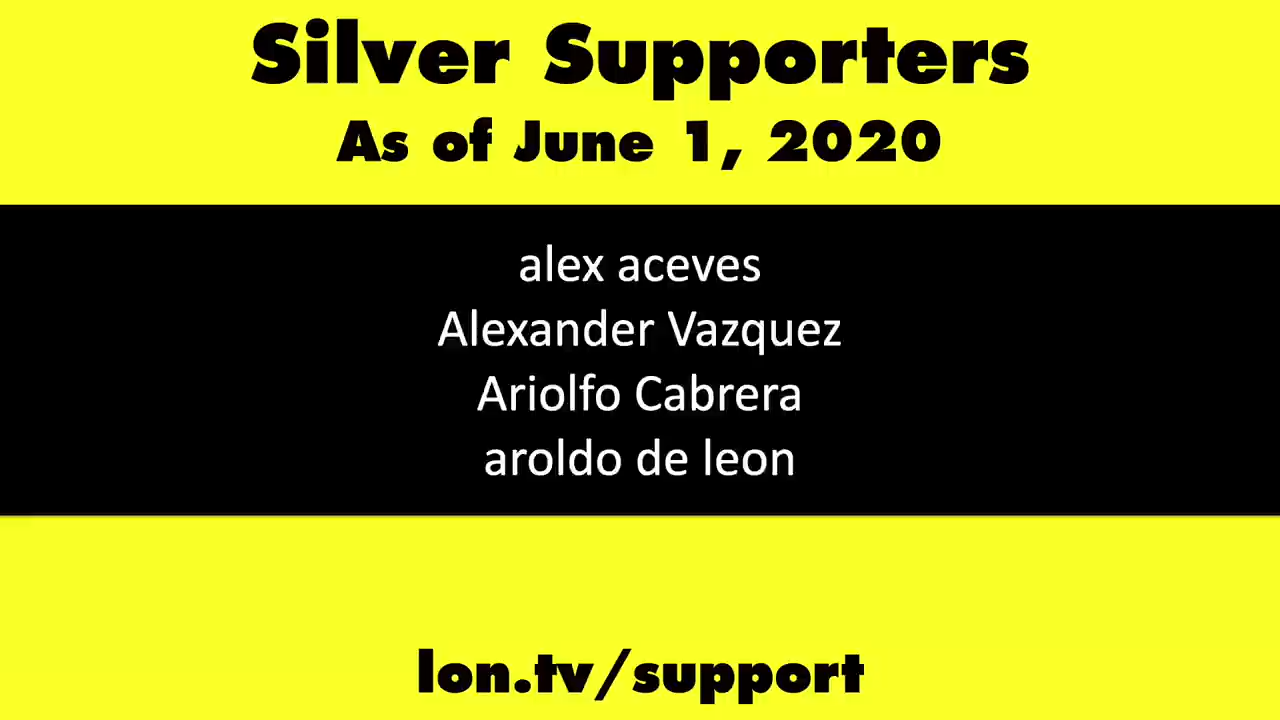 Silver Supporters
As of June 1, 2020
alex aceves
Alexander Vazquez
Ariolfo Cabrera
aroldo de leon
lon.tv/support